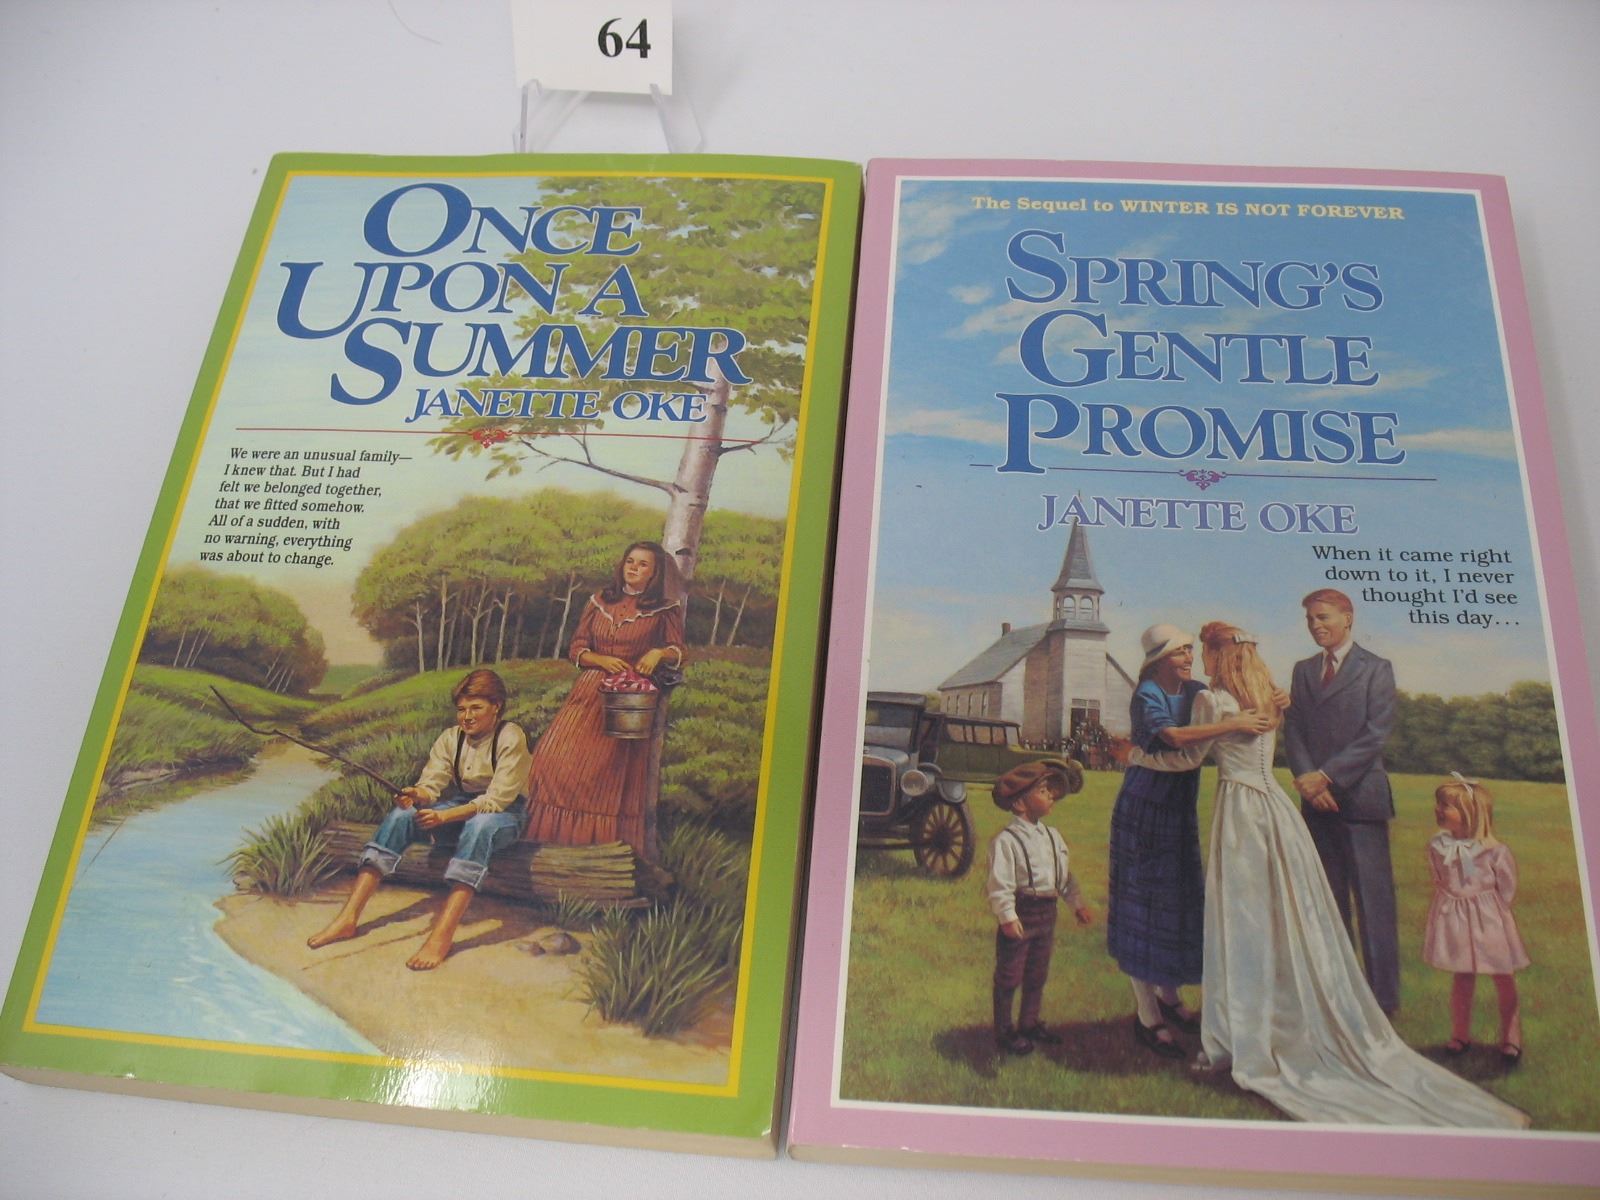 64
ONCE
UPON A
SUMMER
JANETTE OKE
We were an unusual family—
I knew that. But I had
felt we belonged together,
that we fitted somehow.
All of a sudden, with
no warning, everything
was about to change.
The Sequel to WINTER IS NOT FOREVER
SPRING'S
GENTLE
PROMISE
JANETTE OKE
When it came right
down to it, I never
thought I'd see
this day...